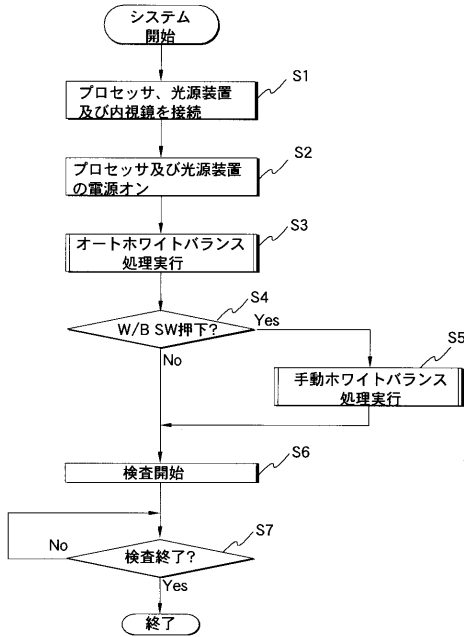 システム
開始
S1
プロセッサ、光源装置
及び内視鏡を接続
S2
プロセッサ及び光源装置
の電源オン
S3
オートホワイトバランス
処理実行
S4
W/B SW押下?
Yes
No
S5
手動ホワイトバランス
処理実行
S6
検査開始
S7
検査終了?
No
Yes
終了